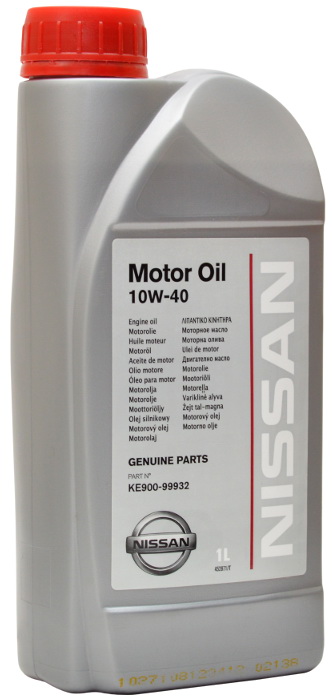 Motor Oil
10W-40
Engine oil
Motorolie
Huile moteur
Motoröl
Aceite de motor
Olio motore
Óleo para motor
Motorolja
Motorolje
Moottoriöljy
Olej silnikowy
Motorový olej
Motorolaj
ΛΙΠΑΝΤΙΚΟ ΚΙΝΗΤΗΡΑ
Моторное масло
Моторна олива
Ulei de motor
Двигателно масло
Motorolie
Mootoriõli
Motoreļļa
Variklinė alyva
Żejt tal-magna
Motorový olej
Motorno olje
GENUINE PARTS
PART Nº
KE900-99932
NISSAN
1L
NISSAN